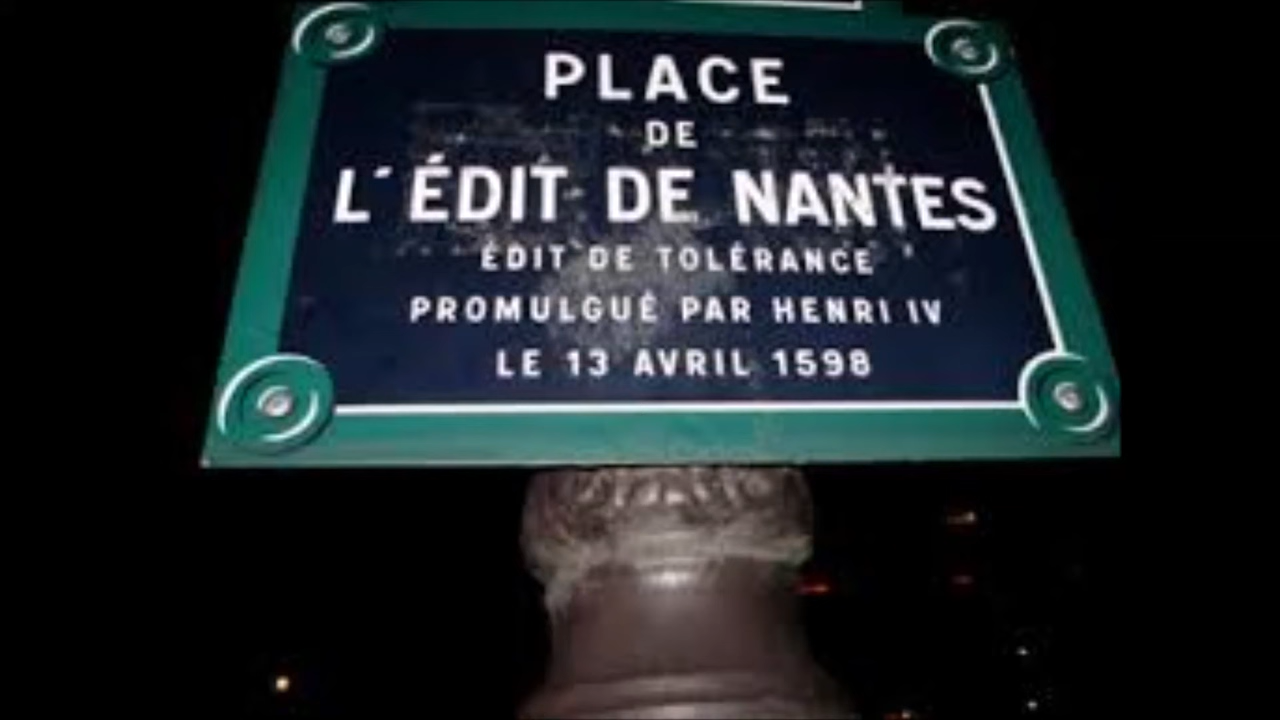 PLACE
DE
L'ÉDIT DE NANTES
ÉDIT DE TOLÉRANCE
PROMULGUÉ PAR HENRI IV
LE 13 AVRIL 1598